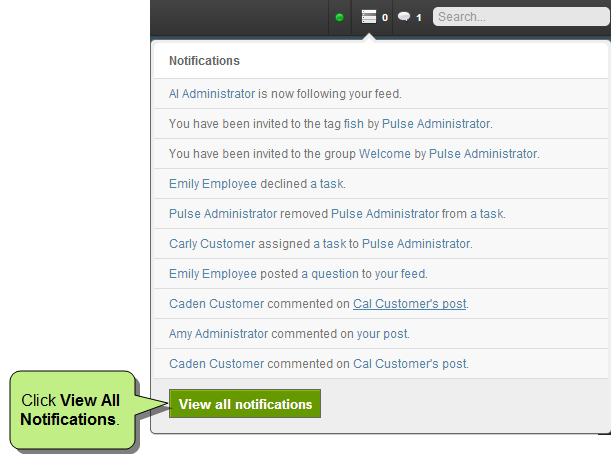 0 1 Search...
Notifications
Al Administrator is now following your feed.
You have been invited to the tag fish by Pulse Administrator.
You have been invited to the group Welcome by Pulse Administrator.
Emily Employee declined a task.
Pulse Administrator removed Pulse Administrator from a task.
Carly Customer assigned a task to Pulse Administrator.
Emily Employee posted a question to your feed.
Caden Customer commented on Cal Customer's post.
Amy Administrator commented on your post.
Caden Customer commented on Cal Customer's post.
View all notifications
Click View All
Notifications.